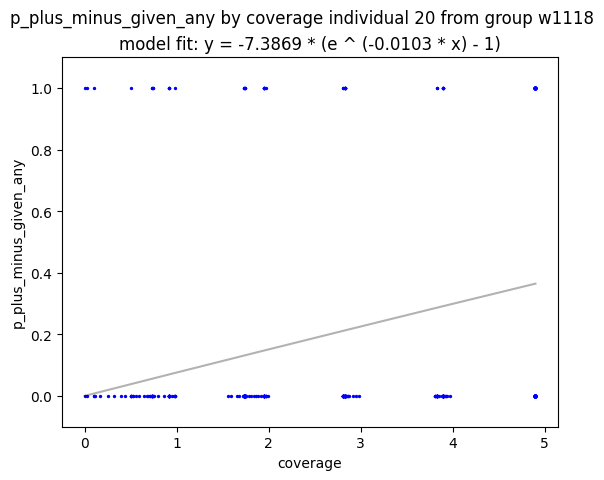 p_plus_minus_given_any by coverage individual 20 from group w1118
model fit: y = -7.3869 * (e ^ (-0.0103 * x) - 1)
1.0
0.8
0.6
0.4
0.2
0.0
p_plus_minus_given_any
0 1 2 3 4 5
coverage